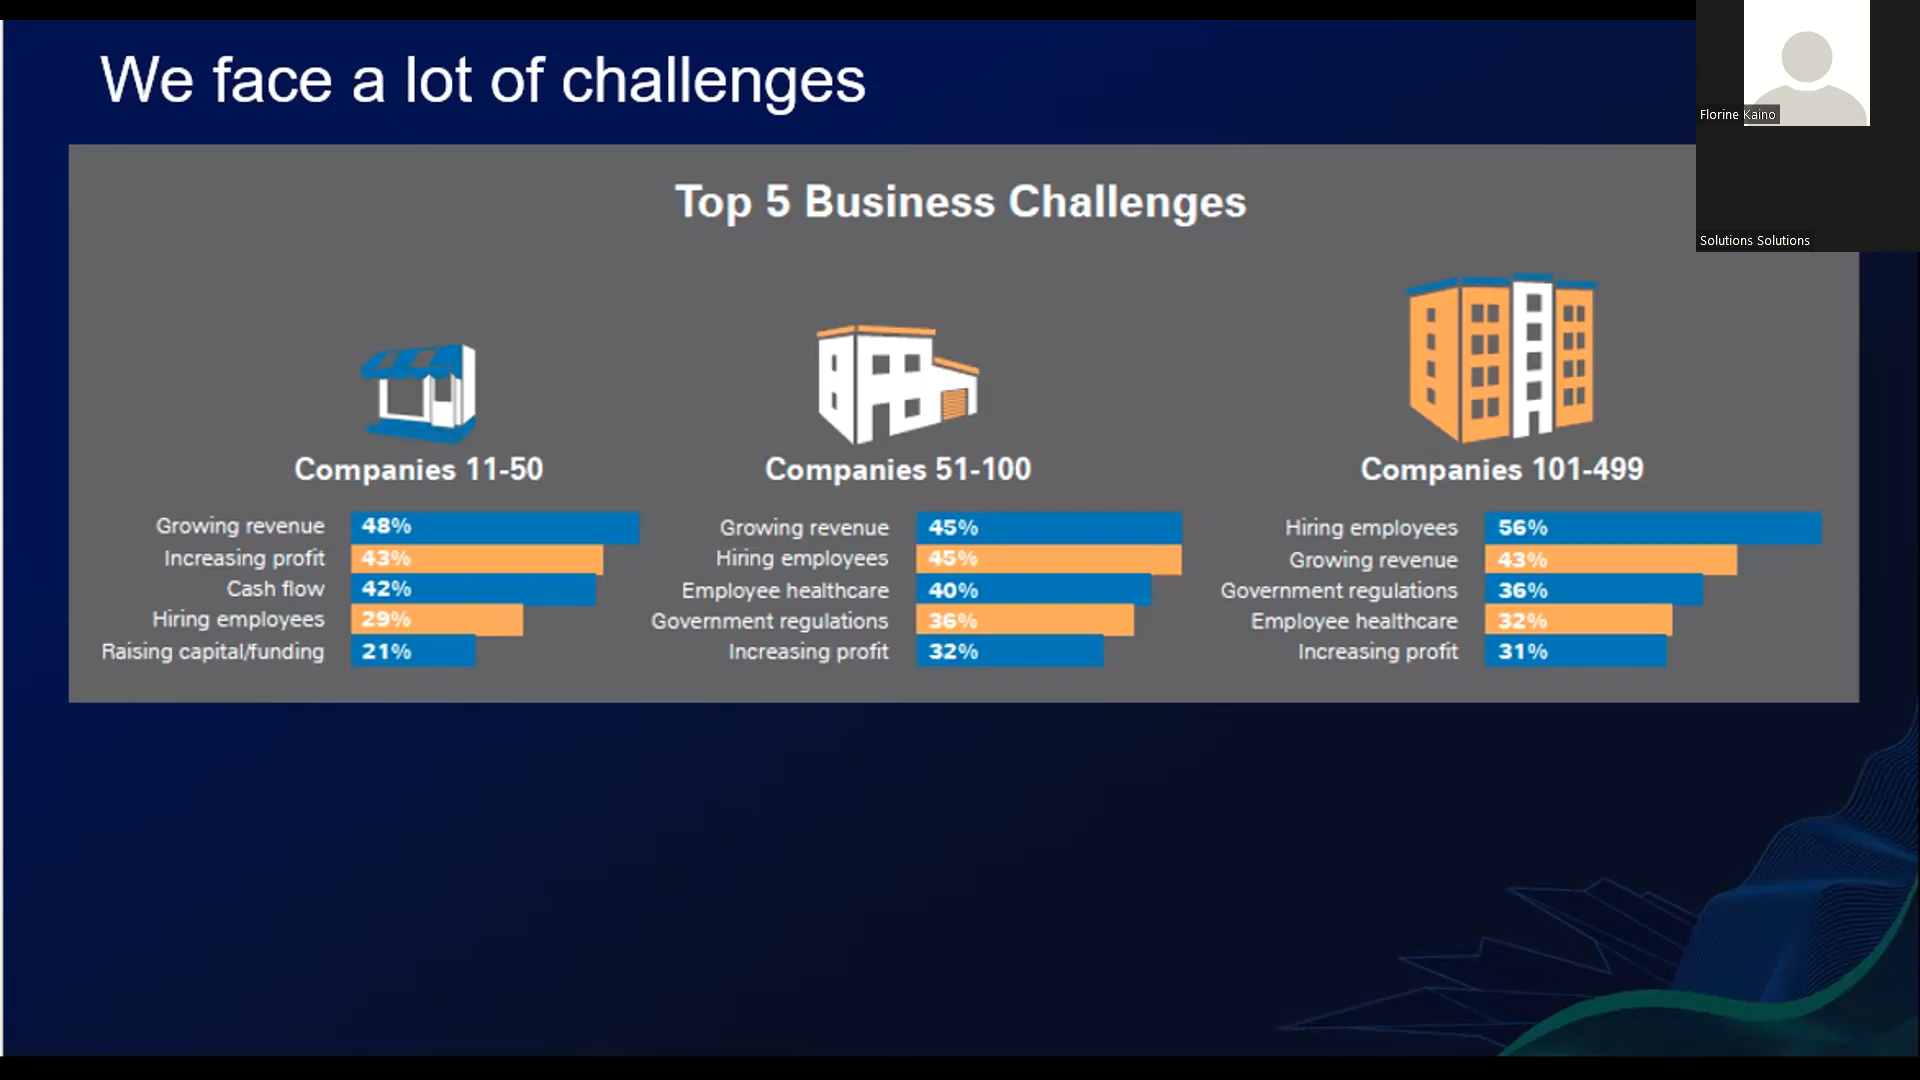 We face a lot of challenges
Florine Kaino
Solutions Solutions
Top 5 Business Challenges
Companies 11-50
Growing revenue 48%
Increasing profit 43%
Cash flow 42%
Hiring employees 29%
Raising capital/funding 21%
Companies 51-100
Growing revenue 45%
Hiring employees 45%
Employee healthcare 40%
Government regulations 36%
Increasing profit 32%
Companies 101-499
Hiring employees 56%
Growing revenue 43%
Government regulations 36%
Employee healthcare 32%
Increasing profit 31%